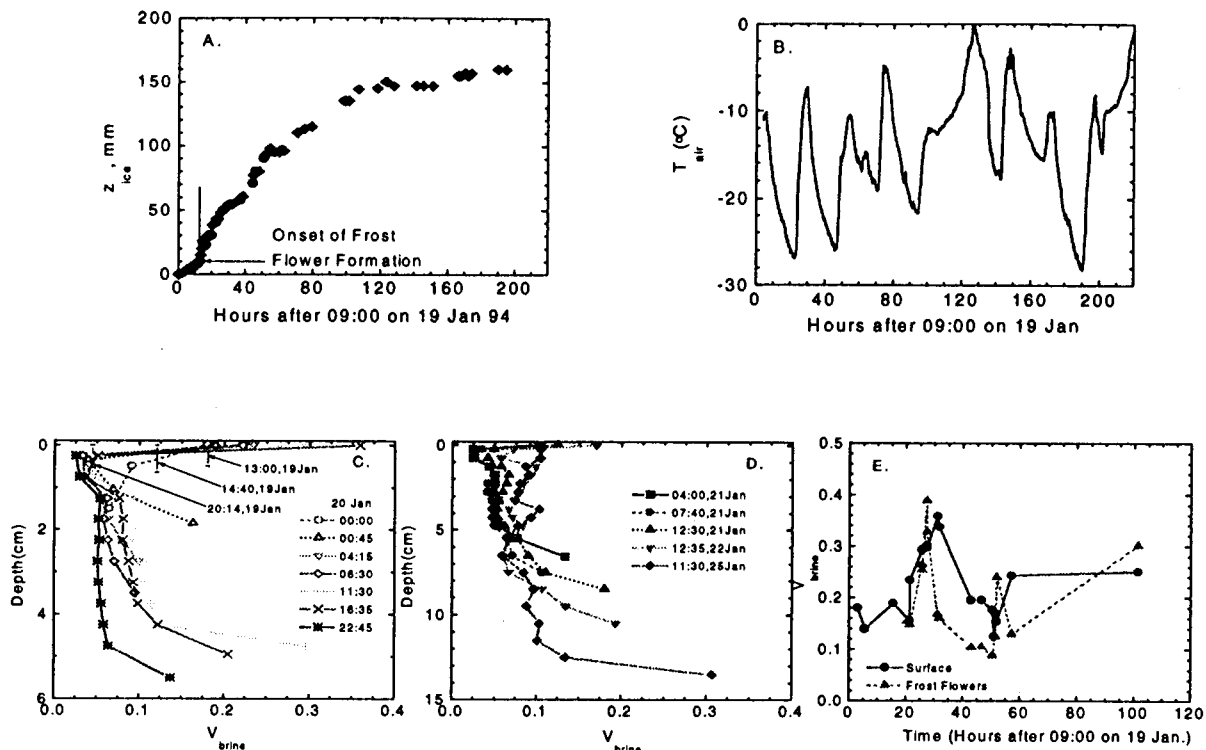 A.
200
150
100
50
0
z ice, mm
Onset of Frost
Flower Formation
0 40 80 120 160 200
Hours after 09:00 on 19 Jan 94
B.
0
-10
-20
-30
T air (oC)
0 40 80 120 160 200
Hours after 09:00 on 19 Jan
C.
0
2
4
6
Depth(cm)
13:00,19Jan
14:40,19Jan
20:14,19Jan
20 Jan
00:00
00:45
04:15
06:30
11:30
16:35
22:45
0.0 0.1 0.2 0.3 0.4
V brine
D.
0
5
10
15
Depth(cm)
04:00,21Jan
07:40,21Jan
12:30,21Jan
12:35,22Jan
11:30,25Jan
0.0 0.1 0.2 0.3 0.4
V brine
E.
0.5
0.4
0.3
0.2
0.1
0.0
V brine
Surface
Frost Flowers
0 20 40 60 80 100 120
Time (Hours after 09:00 on 19 Jan.)